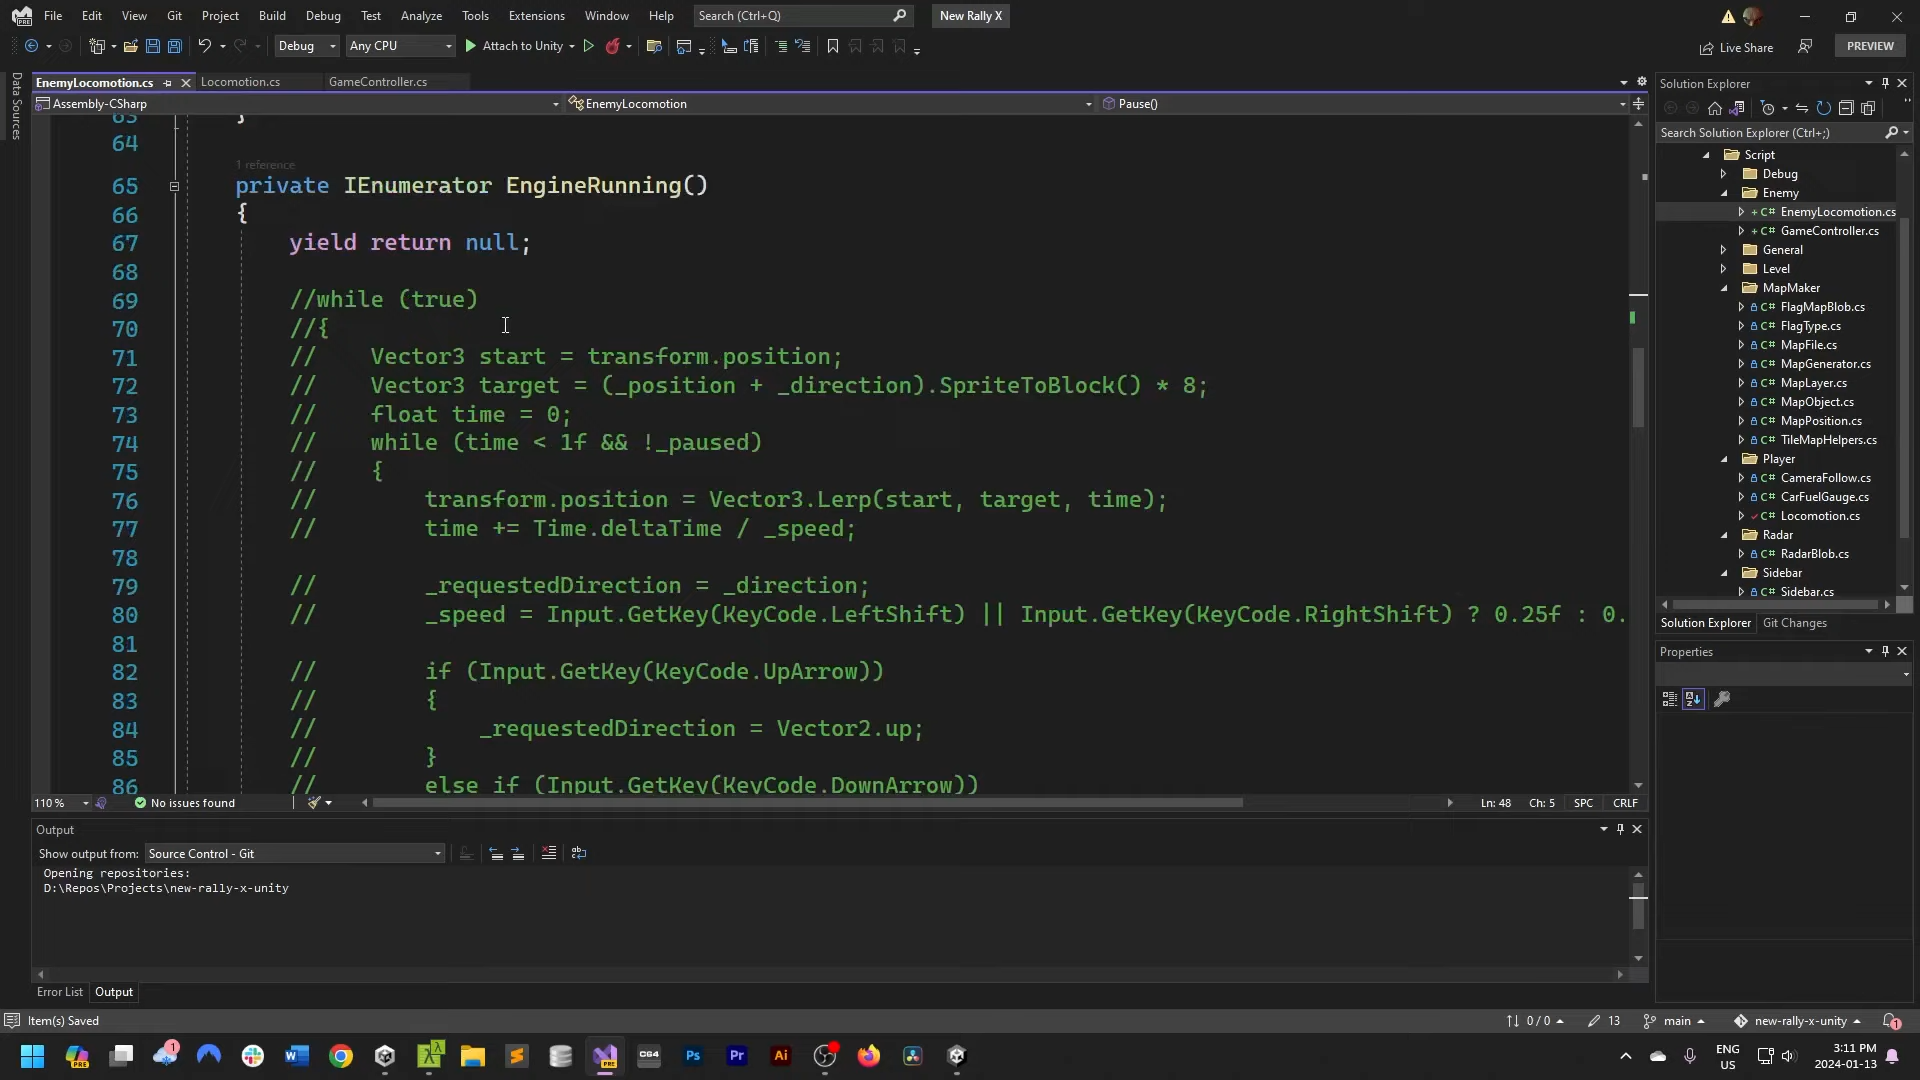 File Edit View Git Project Build Debug Test Analyze Tools Extensions Window Help Search (Ctrl+Q) New Rally X
Debug Any CPU Attach to Unity Live Share PREVIEW
Data Sources
EnemyLocomotion.cs Locomotion.cs GameController.cs
Assembly-CSharp EnemyLocomotion Pause()
63 }
64
1 reference
65 private IEnumerator EngineRunning()
66 {
67 yield return null;
68
69 //while (true)
70 //{
71 // Vector3 start = transform.position;
72 // Vector3 target = (_position + _direction).SpriteToBlock() * 8;
73 // float time = 0;
74 // while (time < 1f && !_paused)
75 // {
76 // transform.position = Vector3.Lerp(start, target, time);
77 // time += Time.deltaTime / _speed;
78
79 // _requestedDirection = _direction;
80 // _speed = Input.GetKey(KeyCode.LeftShift) || Input.GetKey(KeyCode.RightShift) ? 0.25f : 0.
81
82 // if (Input.GetKey(KeyCode.UpArrow))
83 // {
84 // _requestedDirection = Vector2.up;
85 // }
86 // else if (Input.GetKey(KeyCode.DownArrow))
110 % No issues found Ln: 48 Ch: 5 SPC CRLF
Output
Show output from: Source Control - Git
Opening repositories:
D:\Repos\Projects\new-rally-x-unity
Error List Output
Solution Explorer
Search Solution Explorer (Ctrl+;)
Script
Debug
Enemy
C# EnemyLocomotion.cs
C# GameController.cs
General
Level
MapMaker
C# FlagMapBlob.cs
C# FlagType.cs
C# MapFile.cs
C# MapGenerator.cs
C# MapLayer.cs
C# MapObject.cs
C# MapPosition.cs
C# TileMapHelpers.cs
Player
C# CameraFollow.cs
C# CarFuelGauge.cs
C# Locomotion.cs
Radar
C# RadarBlob.cs
Sidebar
C# Sidebar.cs
Solution Explorer Git Changes
Properties
Item(s) Saved 0 / 0 13 main new-rally-x-unity 1
PRE 1 PRE CG4 Ps Pr Ai ENG US 3:11 PM 2024-01-13